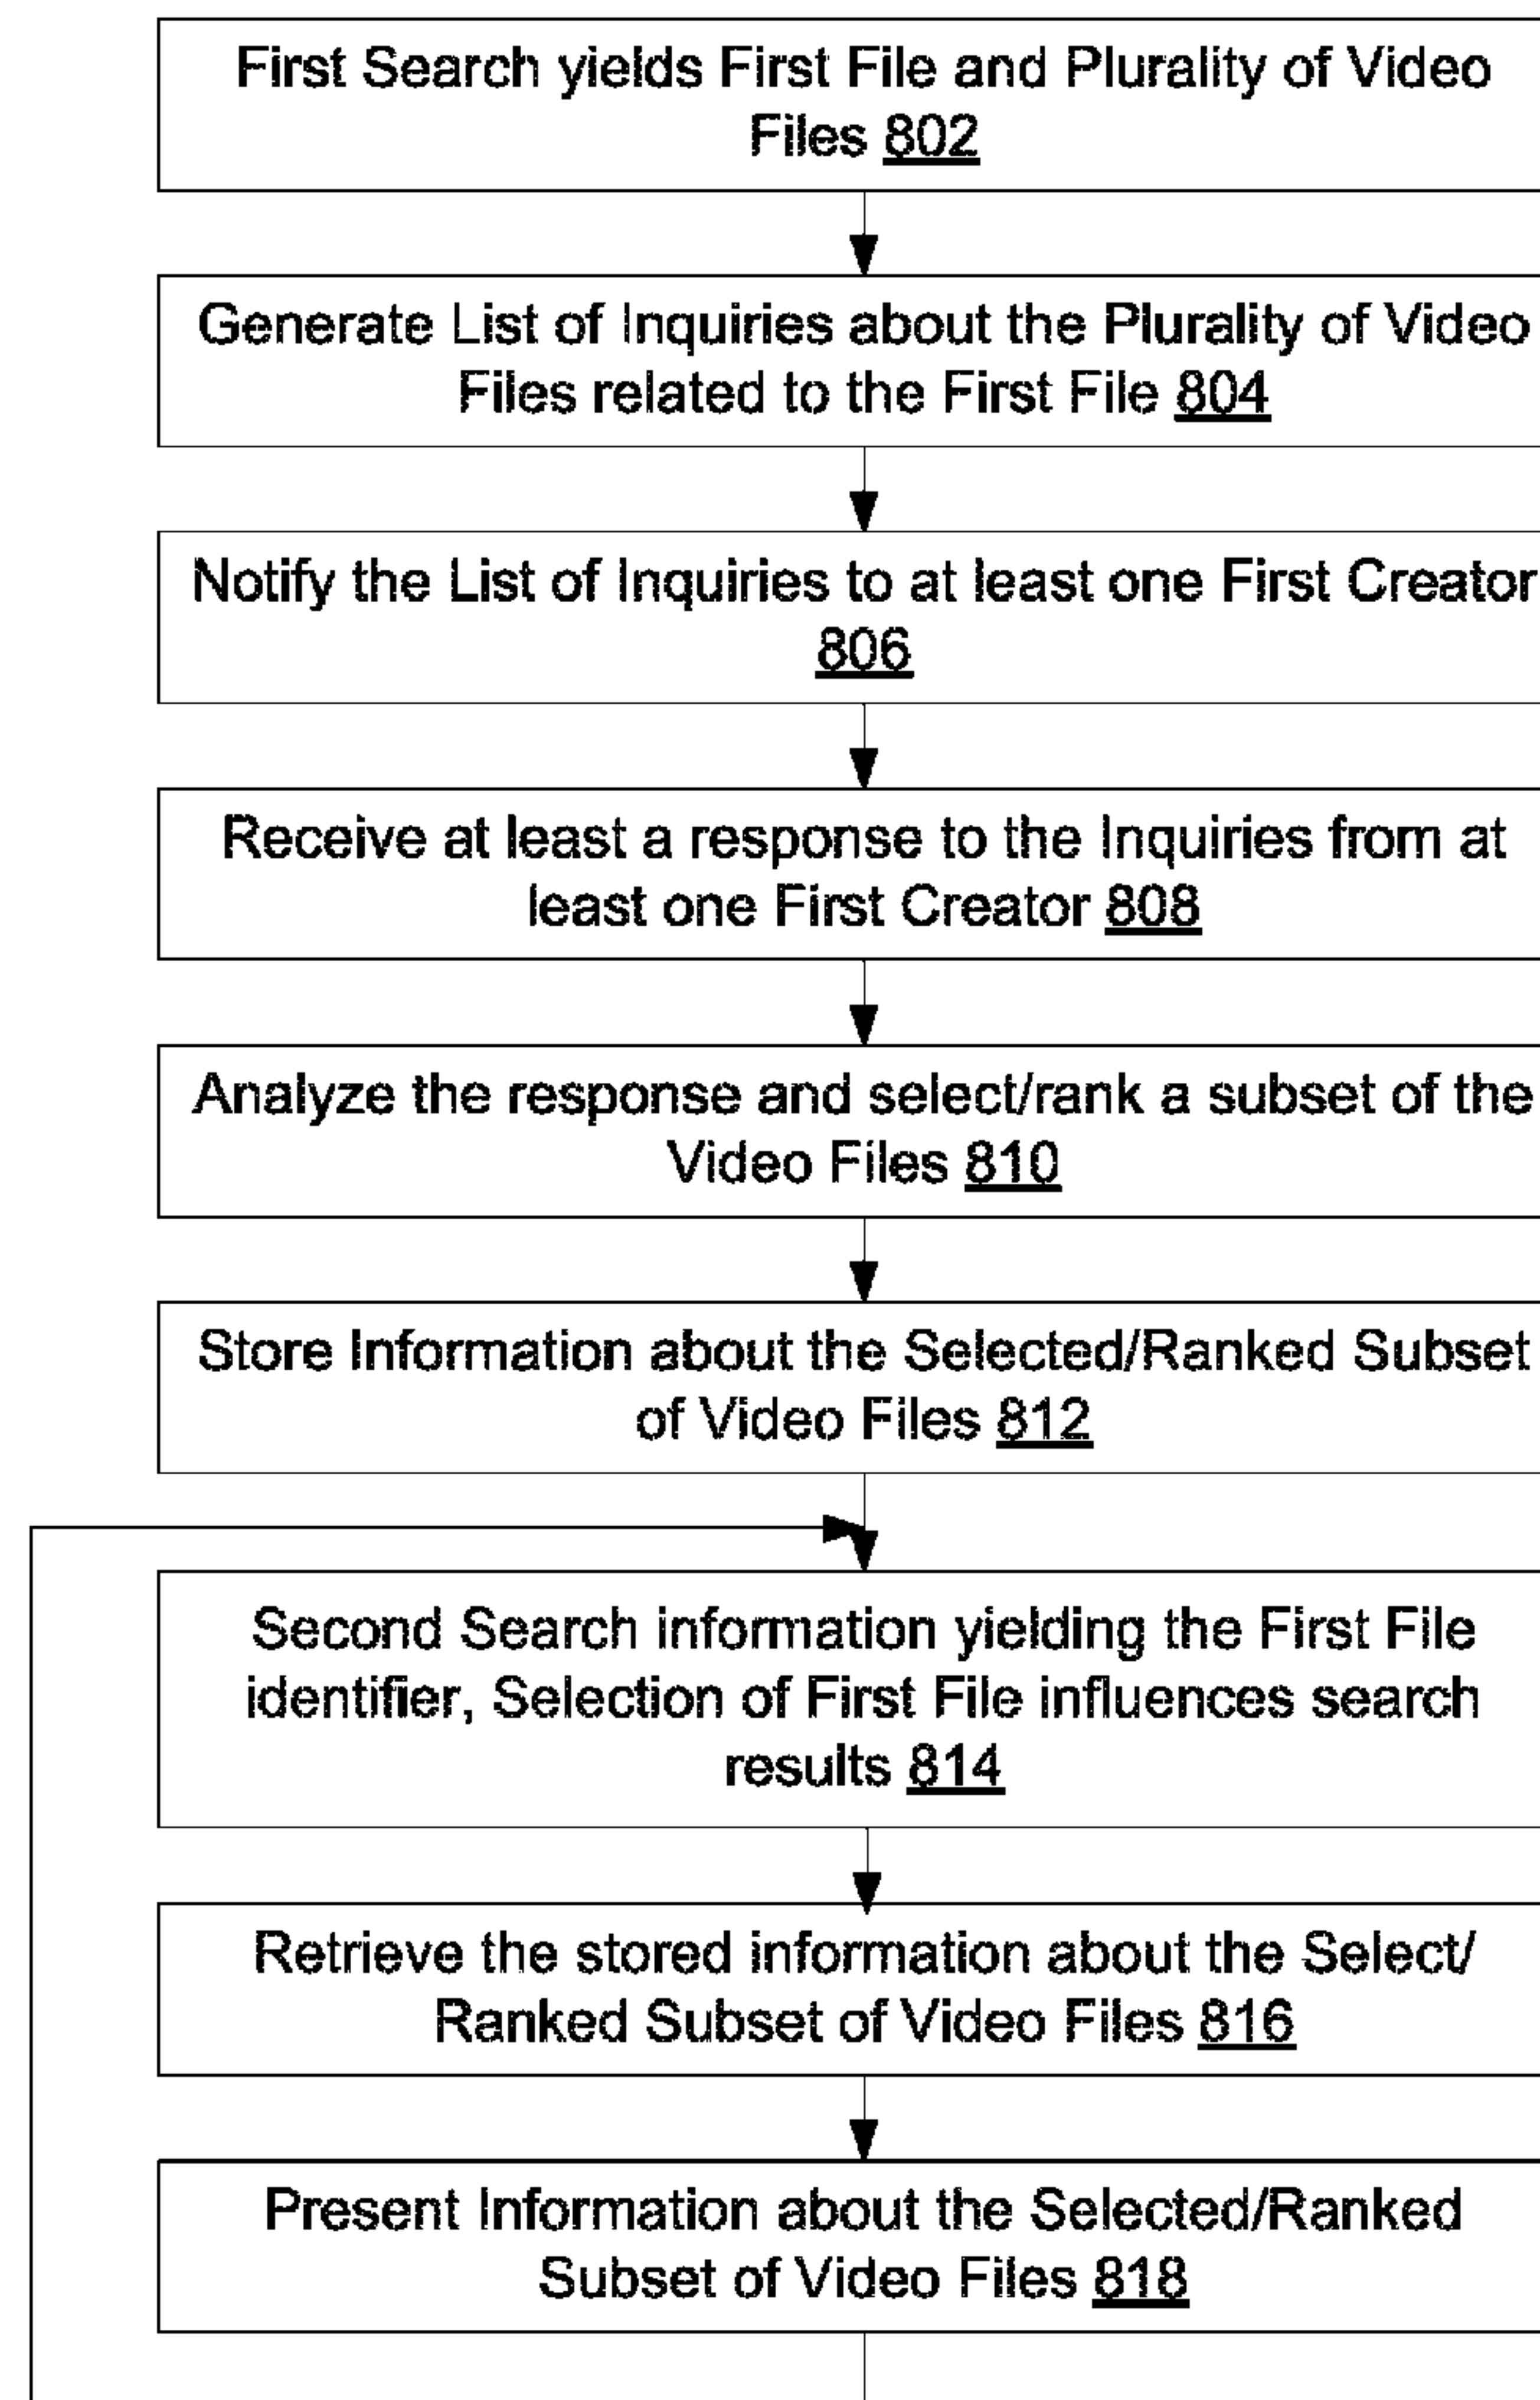 First Search yields First File and Plurality of Video
Files 802
Generate List of Inquiries about the Plurality of Video
Files related to the First File 804
Notify the List of Inquiries to at least one First Creator
806
Receive at least a response to the Inquiries from at
least one First Creator 808
Analyze the response and select/rank a subset of the
Video Files 810
Store Information about the Selected/Ranked Subset
of Video Files 812
Second Search information yielding the First File
identifier, Selection of First File influences search
results 814
Retrieve the stored information about the Select/
Ranked Subset of Video Files 816
Present Information about the Selected/Ranked
Subset of Video Files 818